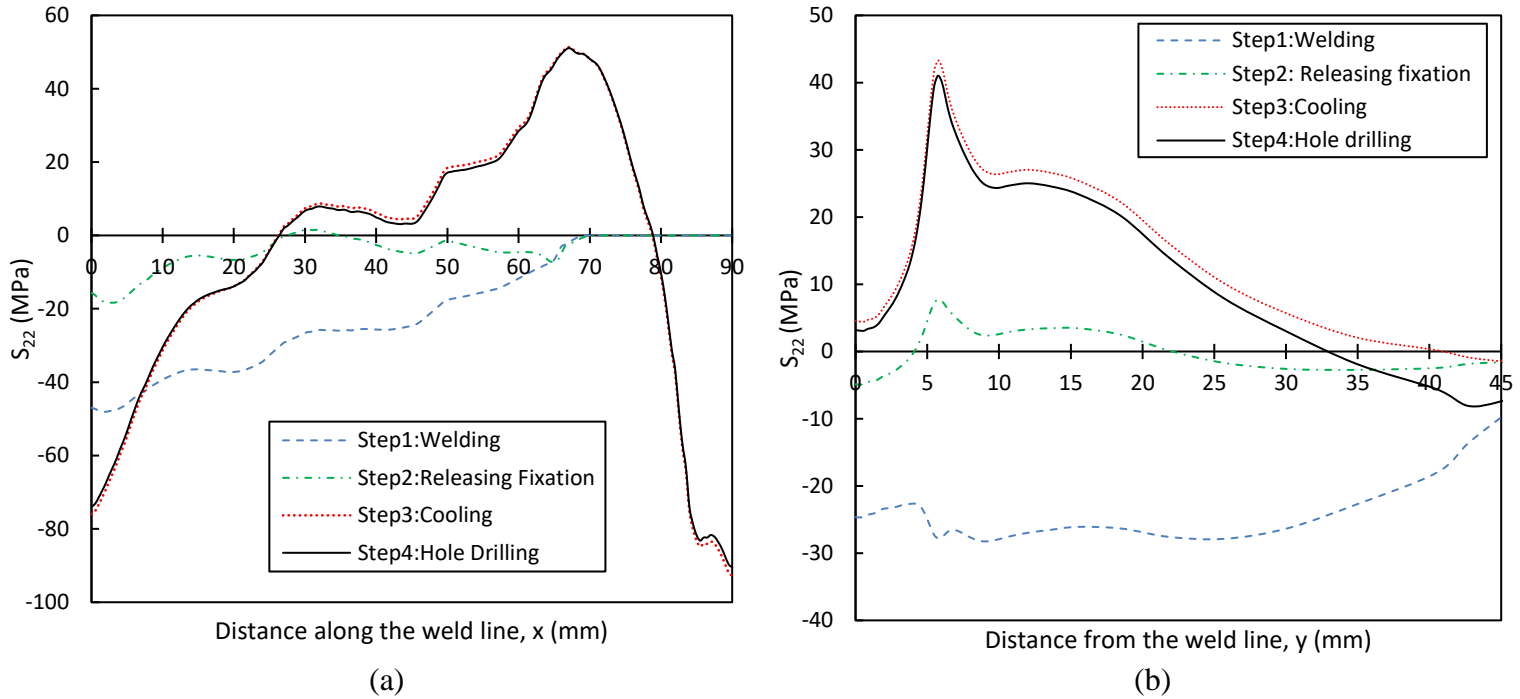 60
40
20
0
-20
-40
-60
-80
-100
S22 (MPa)
0 10 20 30 40 50 60 70 80 90
Step1:Welding
Step2:Releasing Fixation
Step3:Cooling
Step4:Hole Drilling
Distance along the weld line, x (mm)
(a)
50
40
30
20
10
0
-10
-20
-30
-40
S22 (MPa)
0 5 10 15 20 25 30 35 40 45
Step1:Welding
Step2: Releasing fixation
Step3:Cooling
Step4:Hole drilling
Distance from the weld line, y (mm)
(b)